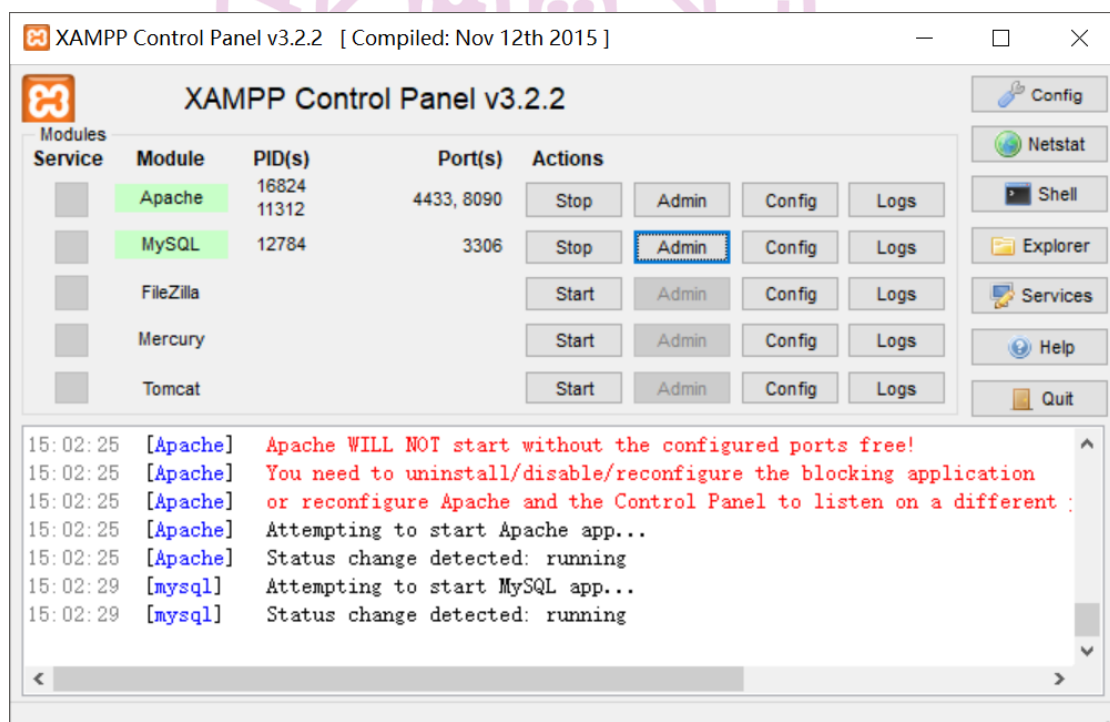 XAMPP Control Panel v3.2.2 [ Compiled: Nov 12th 2015 ]
XAMPP Control Panel v3.2.2
Config
Modules
Service Module PID(s) Port(s) Actions
Netstat
Apache 16824 11312 4433, 8090 Stop Admin Config Logs
Shell
MySQL 12784 3306 Stop Admin Config Logs
Explorer
FileZilla Start Admin Config Logs
Services
Mercury Start Admin Config Logs
Help
Tomcat Start Admin Config Logs
Quit
15:02:25 [Apache] Apache WILL NOT start without the configured ports free!
15:02:25 [Apache] You need to uninstall/disable/reconfigure the blocking application
15:02:25 [Apache] or reconfigure Apache and the Control Panel to listen on a different
15:02:25 [Apache] Attempting to start Apache app...
15:02:25 [Apache] Status change detected: running
15:02:29 [mysql] Attempting to start MySQL app...
15:02:29 [mysql] Status change detected: running